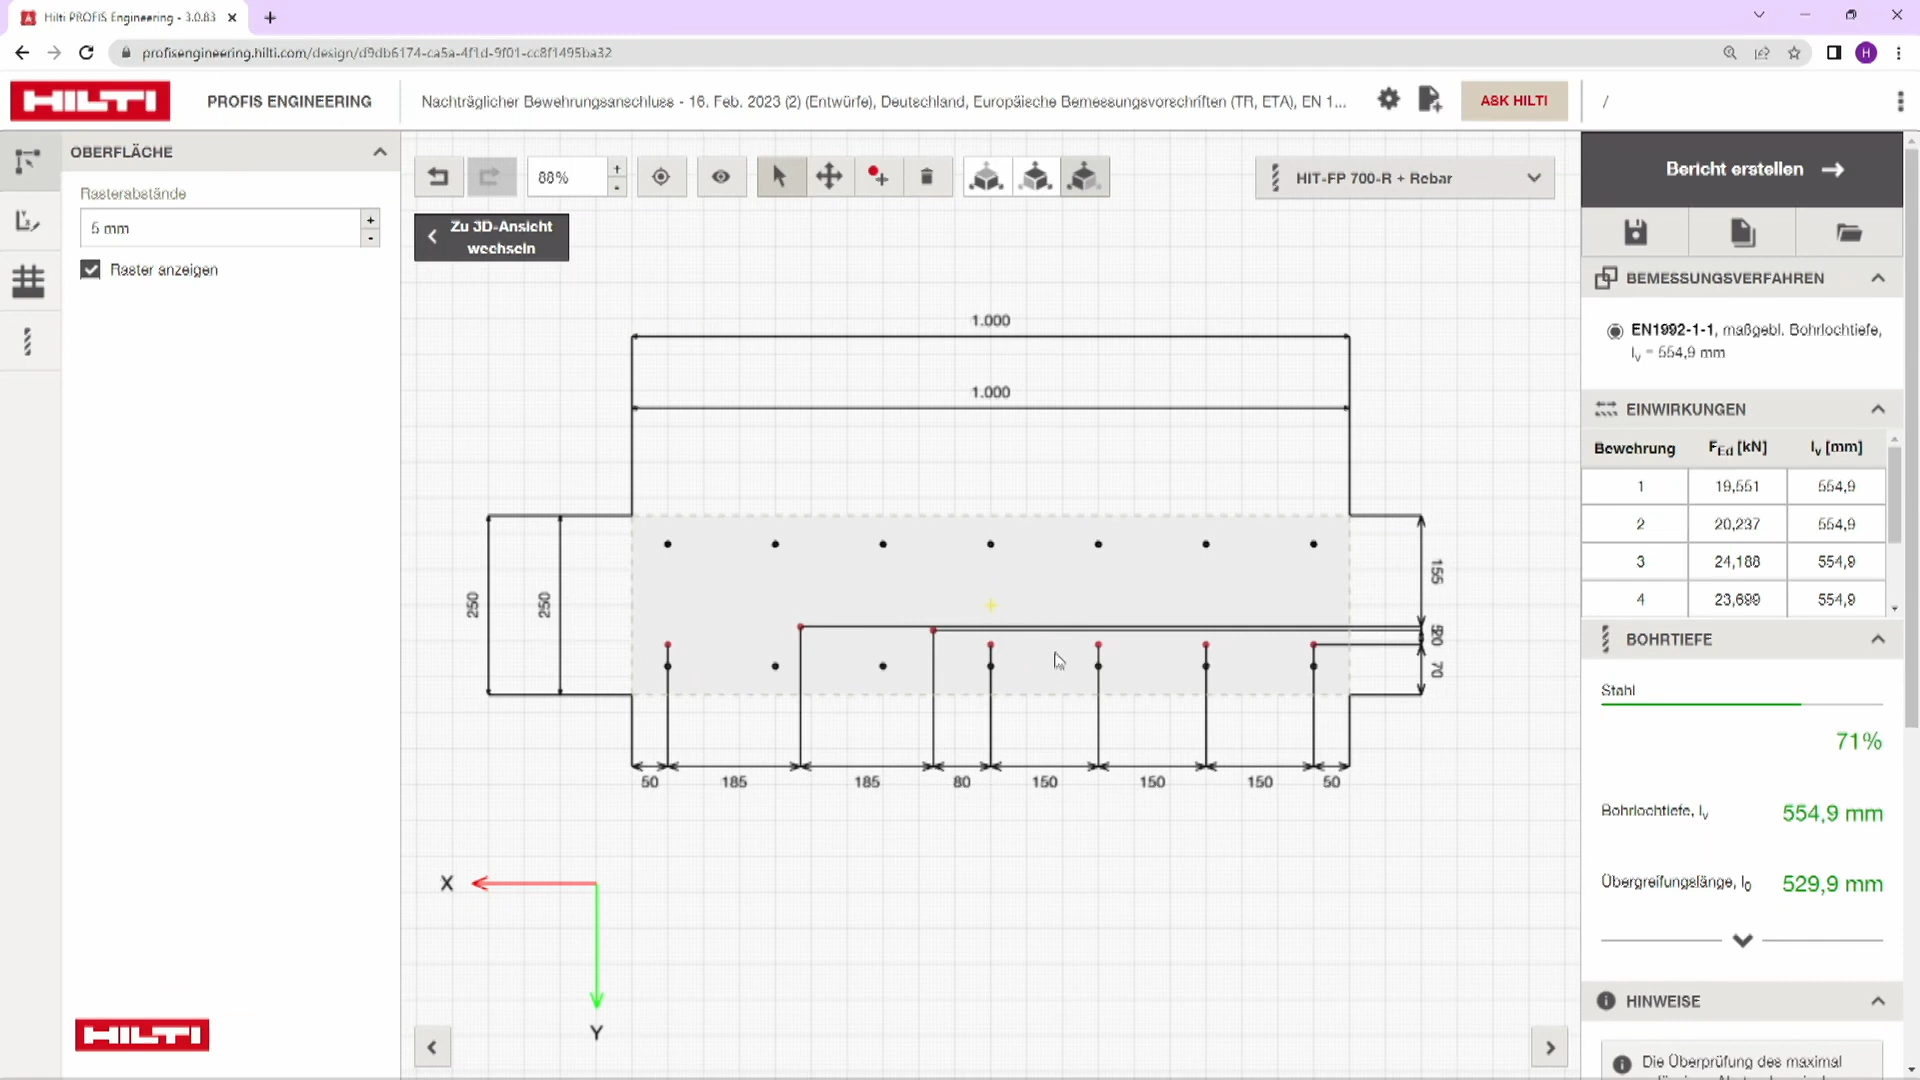 Hilti PROFIS Engineering - 3.0.83
profisengineering.hilti.com/design/d9db6174-ca5a-4f1d-9f01-cc8f1495ba32
H
HILTI
PROFIS ENGINEERING
Nachträglicher Bewehrungsanschluss - 16. Feb. 2023 (2) (Entwürfe), Deutschland, Europäische Bemessungsvorschriften (TR, ETA), EN 1...
ASK HILTI
/
OBERFLÄCHE
Rasterabstände
5 mm
+
-
Raster anzeigen
88%
+
-
HIT-FP 700-R + Rebar
Zu 3D-Ansicht
wechseln
1.000
1.000
250
250
155
70
50
185
185
80
150
150
150
50
X
Y
HILTI
Bericht erstellen
BEMESSUNGSVERFAHREN
EN1992-1-1, maßgebl. Bohrlochtiefe,
lv = 554,9 mm
EINWIRKUNGEN
Bewehrung FEd [kN] lv [mm]
1 19,551 554,9
2 20,237 554,9
3 24,188 554,9
4 23,699 554,9
BOHRTIEFE
Stahl
71%
Bohrlochtiefe, lv 554,9 mm
Übergreifungslänge, l0 529,9 mm
HINWEISE
Die Überprüfung des maximal